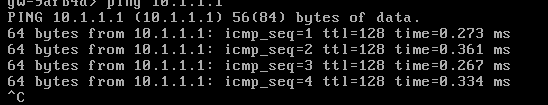 > ping 10.1.1.1
PING 10.1.1.1 (10.1.1.1) 56(84) bytes of data.
64 bytes from 10.1.1.1: icmp_seq=1 ttl=128 time=0.273 ms
64 bytes from 10.1.1.1: icmp_seq=2 ttl=128 time=0.361 ms
64 bytes from 10.1.1.1: icmp_seq=3 ttl=128 time=0.267 ms
64 bytes from 10.1.1.1: icmp_seq=4 ttl=128 time=0.334 ms
^C